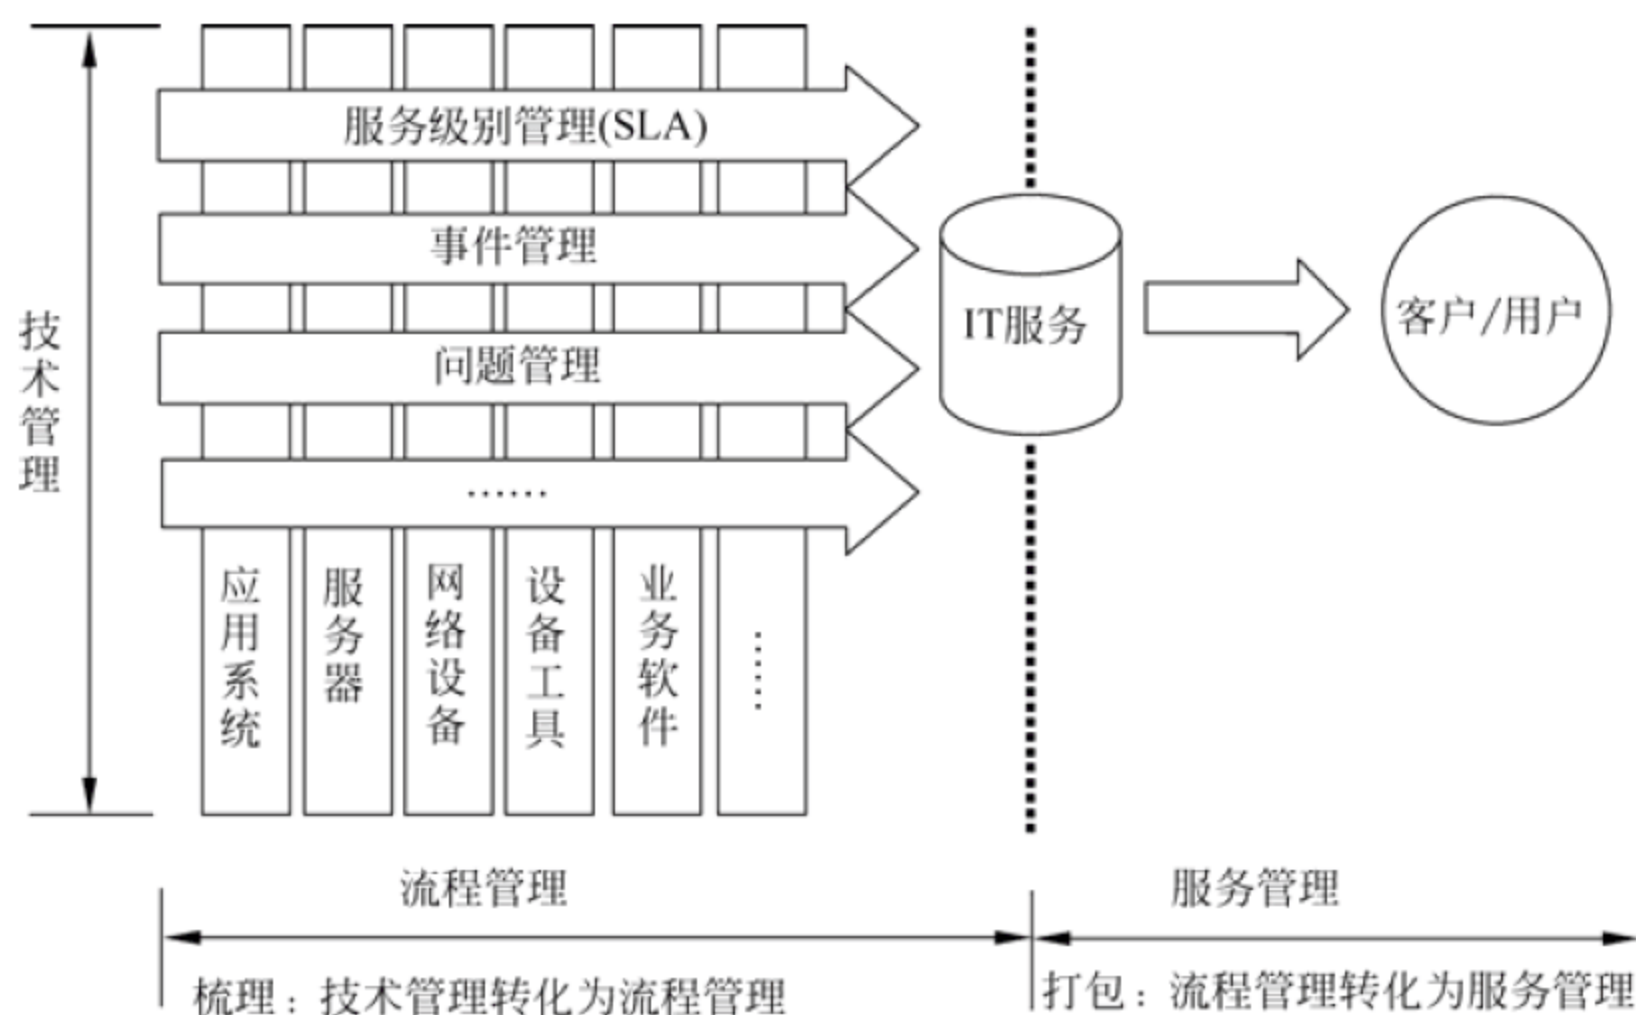 服务级别管理(SLA)
事件管理
问题管理
……
技术管理
IT服务
客户/用户
应用系统
服务器
网络设备
设备工具
业务软件
……
流程管理
服务管理
梳理：技术管理转化为流程管理
打包：流程管理转化为服务管理